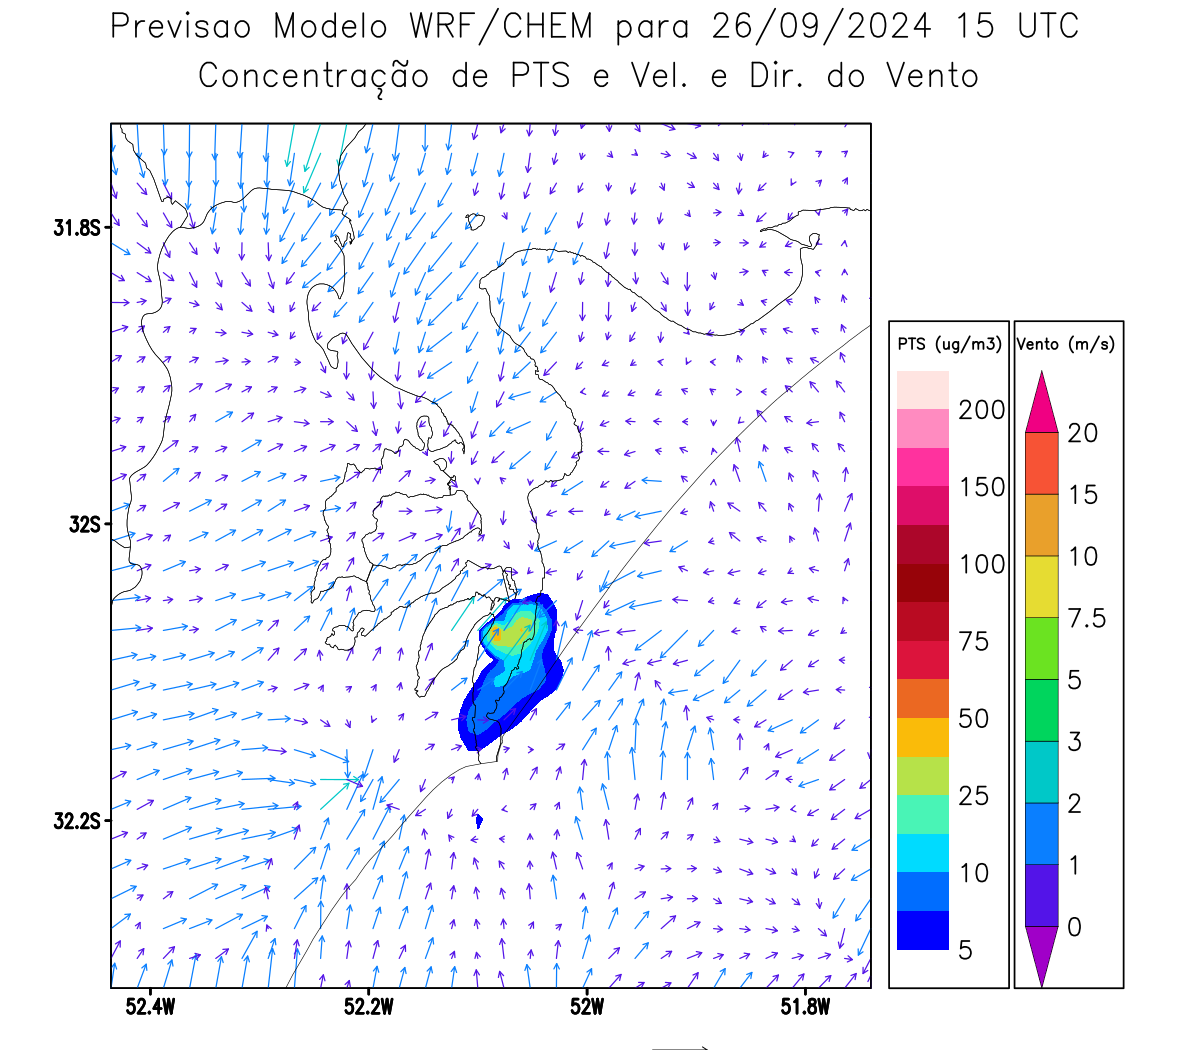 Previsao Modelo WRF/CHEM para 26/09/2024 15 UTC
Concentração de PTS e Vel. e Dir. do Vento
31.8S
32S
32.2S
52.4W 52.2W 52W 51.8W
PTS (ug/m3)
200
150
100
75
50
25
10
5
Vento (m/s)
20
15
10
7.5
5
3
2
1
0